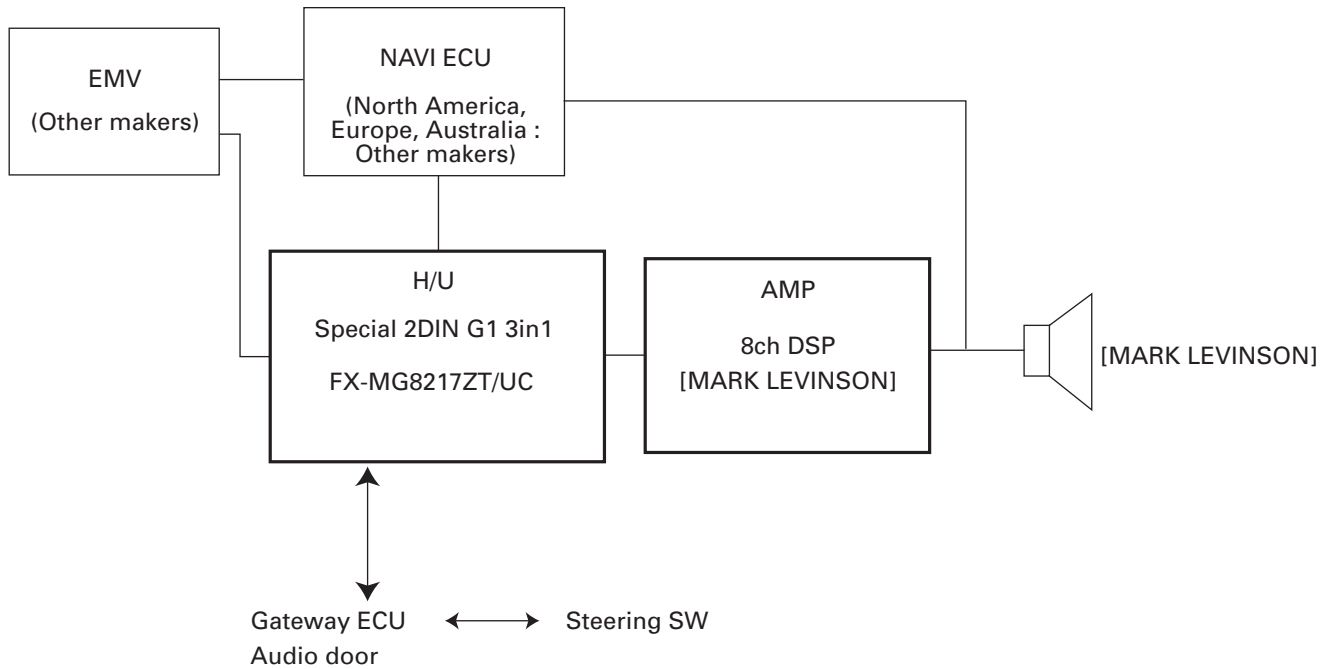 EMV
(Other makers)
NAVI ECU
(North America,
Europe, Australia :
Other makers)
H/U
Special 2DIN G1 3in1
FX-MG8217ZT/UC
AMP
8ch DSP
[MARK LEVINSON]
[MARK LEVINSON]
Gateway ECU
Steering SW
Audio door